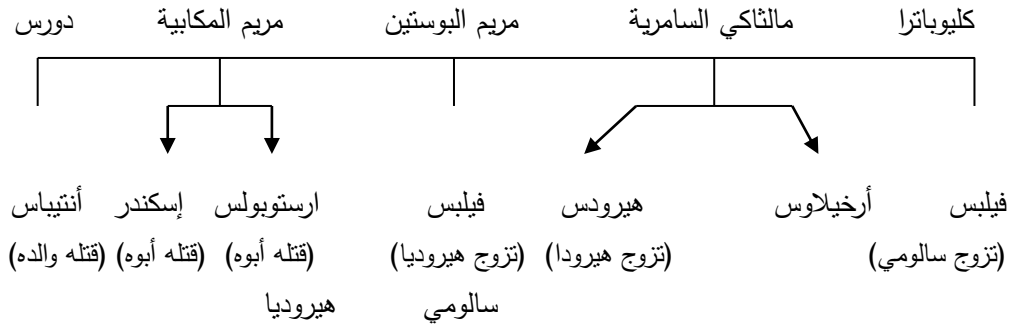 كليوباترا مالثاكي السامرية مريم البوستين مريم المكابية دورس
فيلبس أرخيلاوس هيرودس فيلبس ارستوبولس إسكندر أنتيباس
(تزوج سالومي) (تزوج هيرودا) (تزوج هيروديا) (قتله أبوه) (قتله أبوه) (قتله والده)
سالومي هيروديا